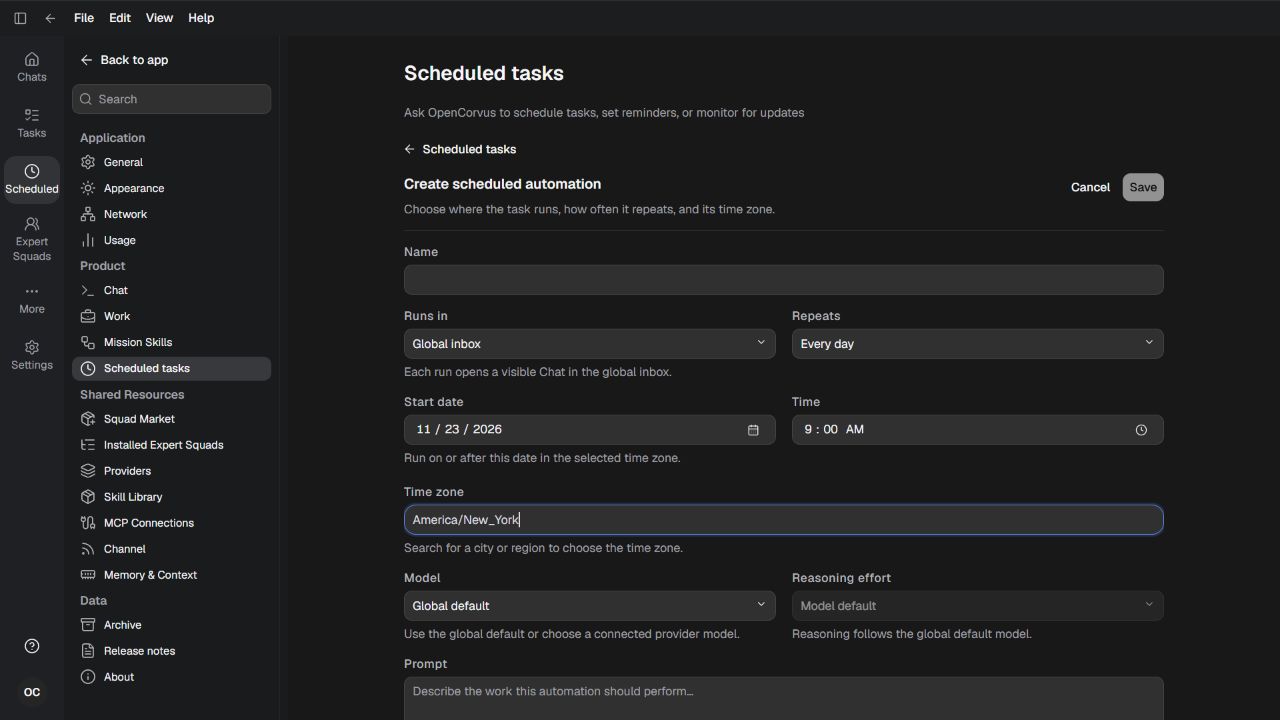 File Edit View Help
Chats
Tasks
Scheduled
Expert
Squads
More
Settings
OC
Back to app
Search
Application
General
Appearance
Network
Usage
Product
Chat
Work
Mission Skills
Scheduled tasks
Shared Resources
Squad Market
Installed Expert Squads
Providers
Skill Library
MCP Connections
Channel
Memory & Context
Data
Archive
Release notes
About
Scheduled tasks
Ask OpenCorvus to schedule tasks, set reminders, or monitor for updates
Scheduled tasks
Create scheduled automation
Cancel Save
Choose where the task runs, how often it repeats, and its time zone.
Name
Runs in Repeats
Global inbox Every day
Each run opens a visible Chat in the global inbox.
Start date Time
11 / 23 / 2026 9 : 00 AM
Run on or after this date in the selected time zone.
Time zone
America/New_York
Search for a city or region to choose the time zone.
Model Reasoning effort
Global default Model default
Use the global default or choose a connected provider model. Reasoning follows the global default model.
Prompt
Describe the work this automation should perform...